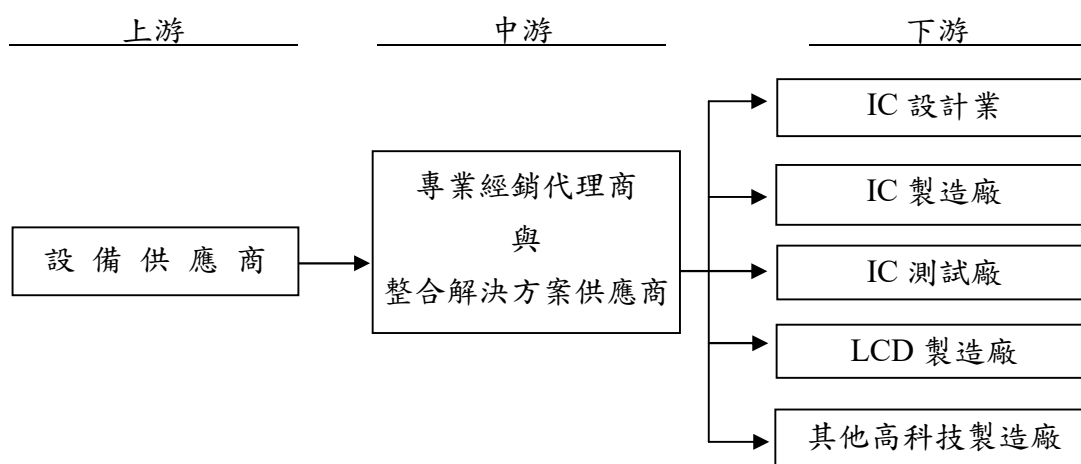 上游
中游
下游
設備供應商
專業經銷代理商
與
整合解決方案供應商
IC 設計業
IC 製造廠
IC 測試廠
LCD 製造廠
其他高科技製造廠